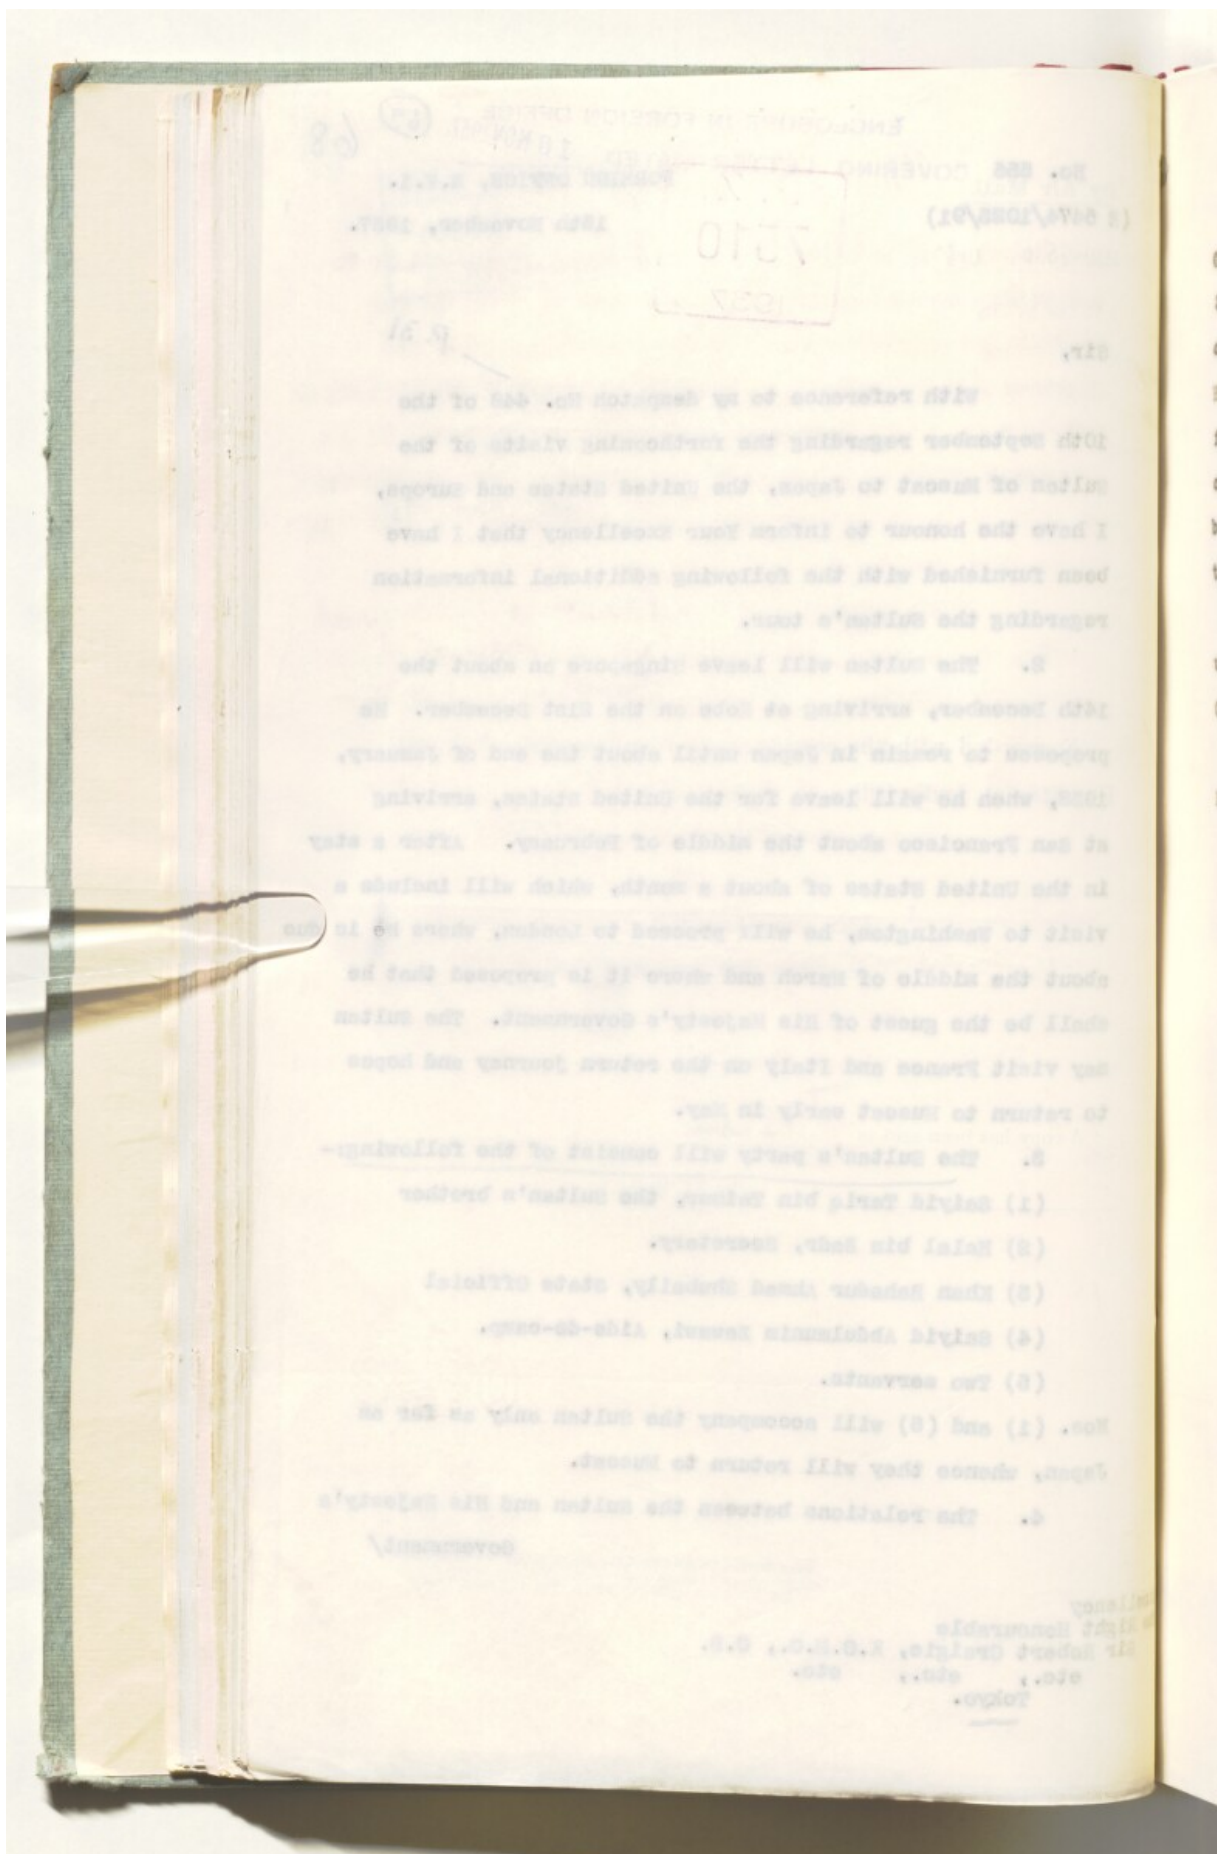 ENCLOSURE IN FOREIGN OFFICE
COVERING LETTER DATED 10 NOV 1937
68
No. 556
FOREIGN OFFICE, S.W.1.
(E 6474/1086/91)
16th November, 1937.
7510
1937
p. 31
Sir,
With reference to my despatch No. 448 of the
10th September regarding the forthcoming visits of the
Sultan of Muscat to Japan, the United States and Europe,
I have the honour to inform Your Excellency that I have
been furnished with the following additional information
regarding the Sultan's tour.
2. The Sultan will leave Singapore on about the
14th December, arriving at Kobe on the 21st December. He
proposes to remain in Japan until about the end of January,
1938, when he will leave for the United States, arriving
at San Francisco about the middle of February. After a stay
in the United States of about a month, which will include a
visit to Washington, he will proceed to London, where he is due
about the middle of March and where it is proposed that he
shall be the guest of His Majesty's Government. The Sultan
may visit France and Italy on the return journey and hopes
to return to Muscat early in May.
3. The Sultan's party will consist of the following:-
(1) Saiyid Tariq bin Taimur, the Sultan's brother
(2) Helal bin Badr, Secretary.
(3) Khan Bahadur Ahmed Shubaily, State Official
(4) Saiyid Abdulmunim Aide-de-camp.
(5) Two servants.
Nos. (1) and (5) will accompany the Sultan only as far as
Japan, whence they will return to Muscat.
4. The relations between the Sultan and His Majesty's
Government/
Excellency
Right Honourable
Sir Robert Craigie, K.C.M.G., C.B.
etc., etc., etc.
Tokyo.